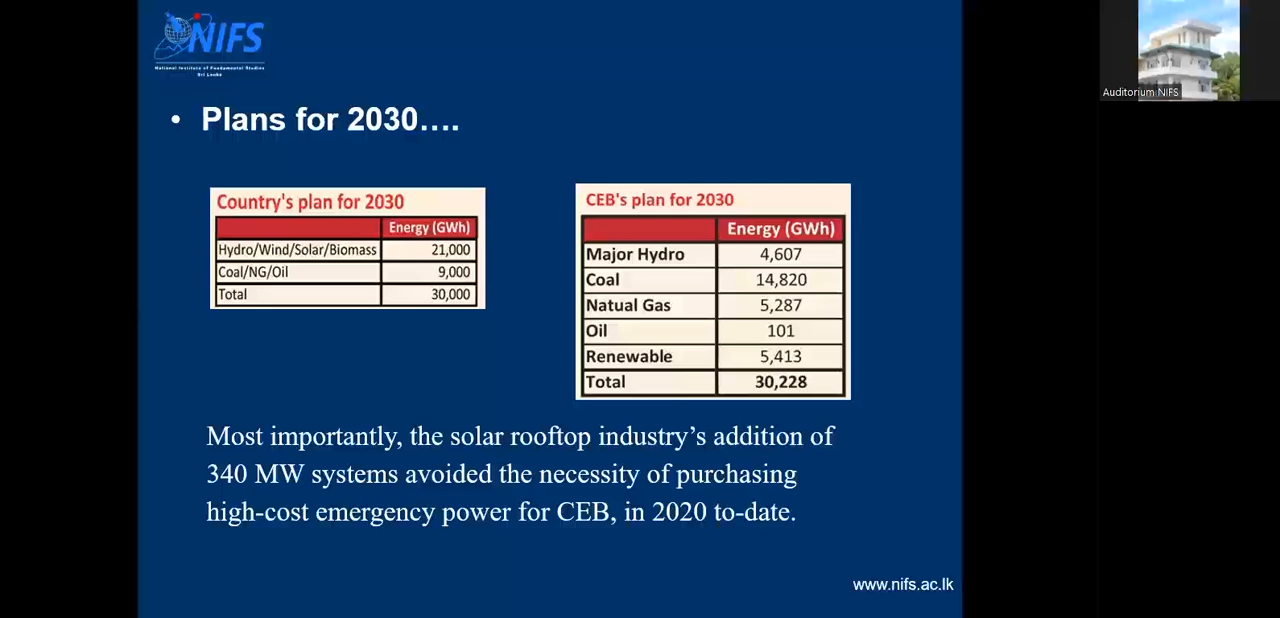 NIFS
National Institute of Fundamental Studies
Sri Lanka
Auditorium NIFS
• Plans for 2030....
Country's plan for 2030
Energy (GWh)
Hydro/Wind/Solar/Biomass 21,000
Coal/NG/Oil 9,000
Total 30,000
CEB's plan for 2030
Energy (GWh)
Major Hydro 4,607
Coal 14,820
Natual Gas 5,287
Oil 101
Renewable 5,413
Total 30,228
Most importantly, the solar rooftop industry’s addition of
340 MW systems avoided the necessity of purchasing
high-cost emergency power for CEB, in 2020 to-date.
www.nifs.ac.lk